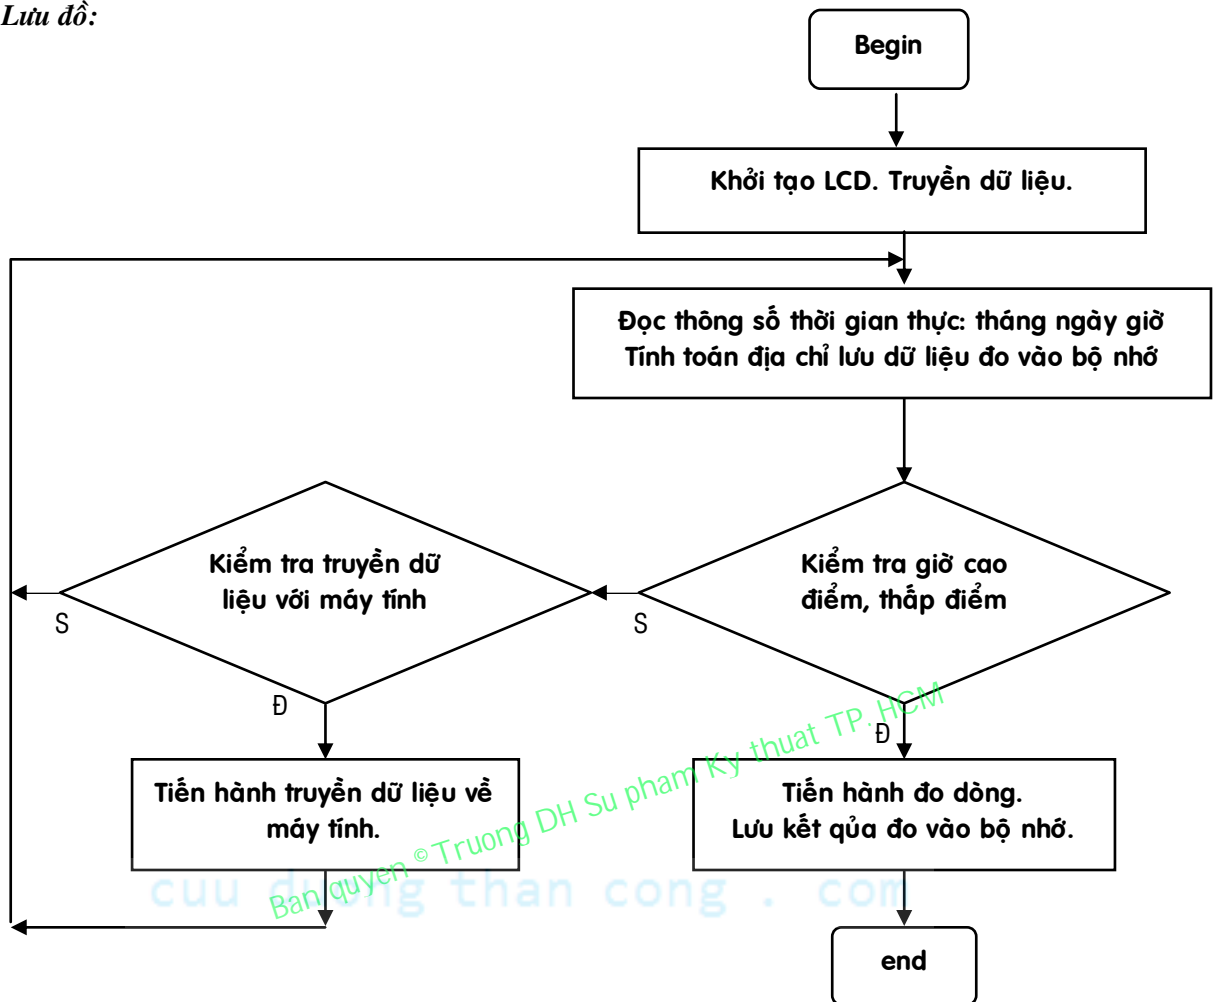 Lưu đồ:
Begin
Khởi tạo LCD. Truyền dữ liệu.
Đọc thông số thời gian thực: tháng ngày giờ
Tính toán địa chỉ lưu dữ liệu đo vào bộ nhớ
Kiểm tra truyền dữ
liệu với máy tính
Kiểm tra giờ cao
điểm, thấp điểm
S
S
Đ
Đ
Tiến hành truyền dữ liệu về
máy tính.
Tiến hành đo dòng.
Lưu kết qủa đo vào bộ nhớ.
Ban quyen © Truong DH Su pham Ky thuat TP. HCM
cuu duong than cong . com
end